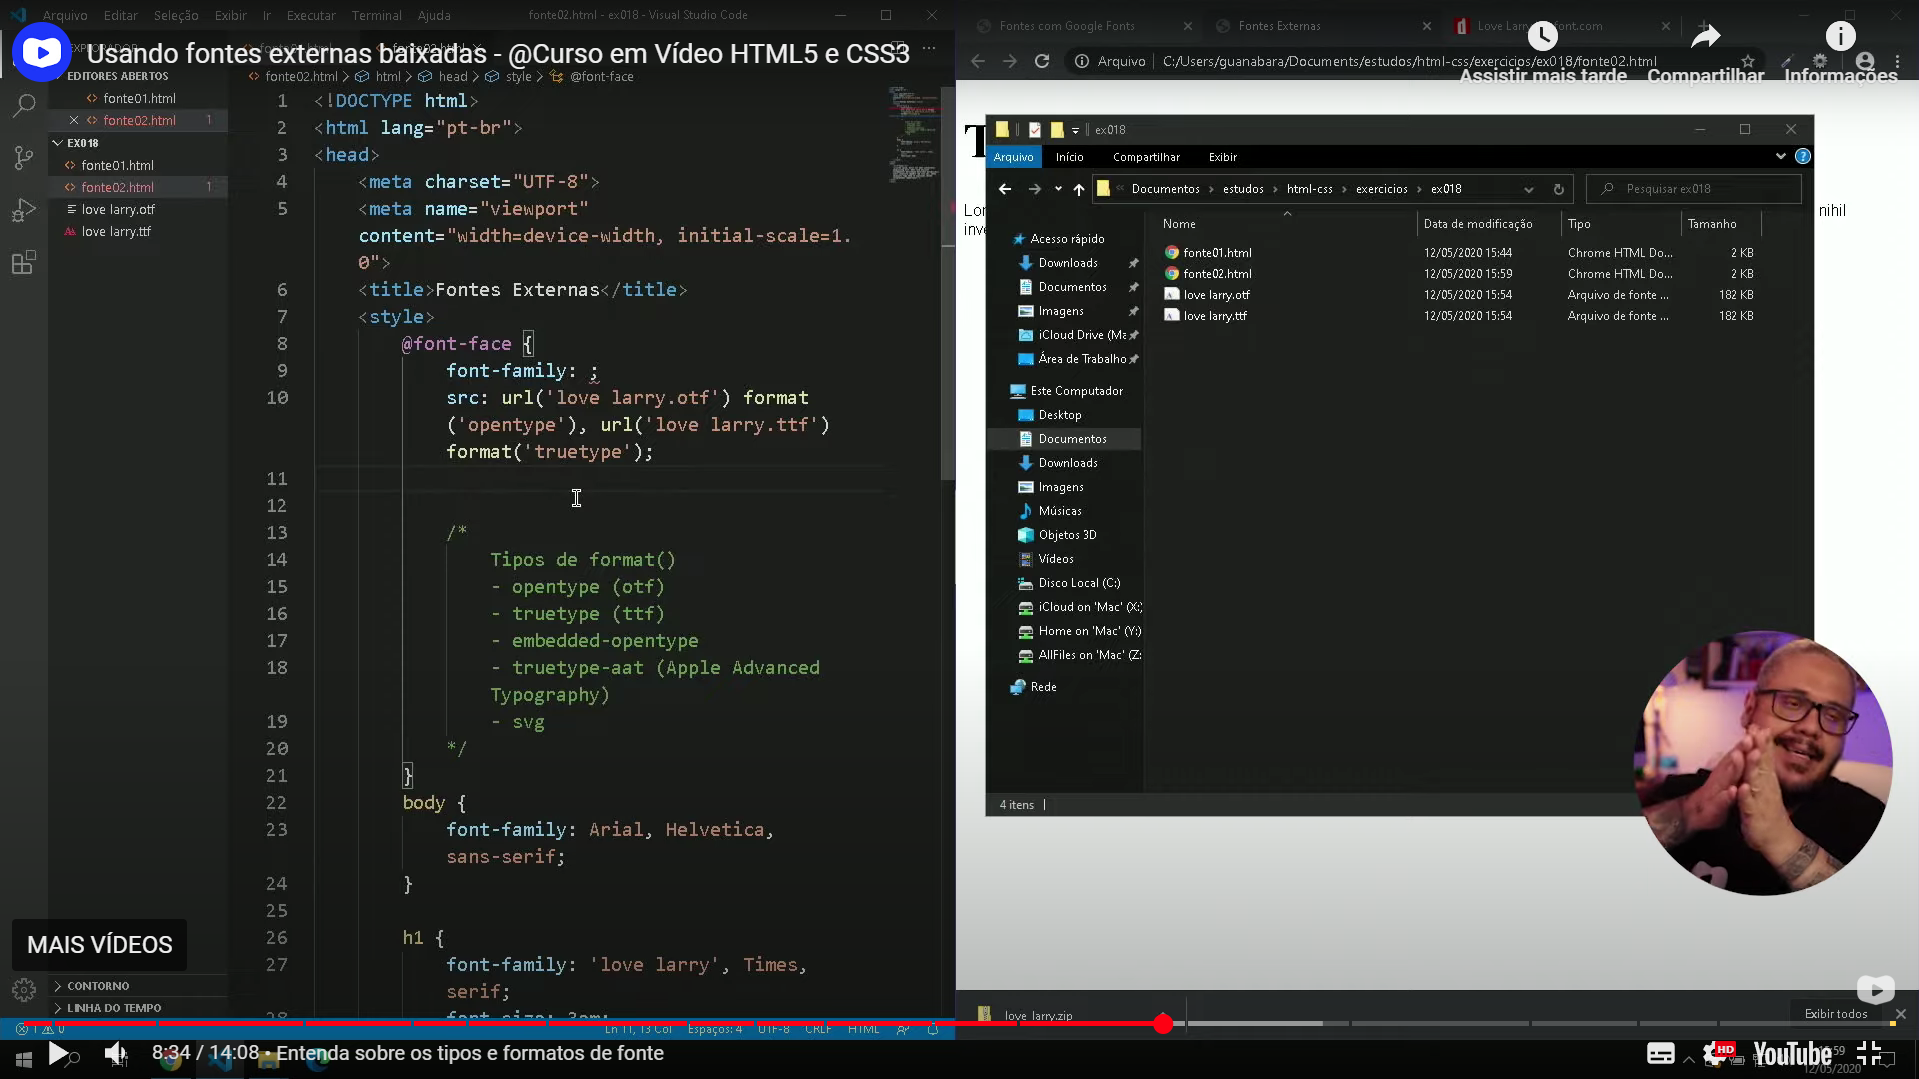 Arquivo Editar Seleção Exibir Ir Executar Terminal Ajuda
fonte02.html - ex018 - Visual Studio Code
Usando fontes externas baixadas - @Curso em Vídeo HTML5 e CSS3
EDITORES ABERTOS
fonte01.html
fonte02.html 1
EX018
fonte01.html
fonte02.html 1
love larry.otf
love larry.ttf
CONTORNO
LINHA DO TEMPO
fonte02.html > html > head > style > @font-face
1 <!DOCTYPE html>
2 <html lang="pt-br">
3 <head>
4 <meta charset="UTF-8">
5 <meta name="viewport"
content="width=device-width, initial-scale=1.
0">
6 <title>Fontes Externas</title>
7 <style>
8 @font-face {
9 font-family: ;
10 src: url('love larry.otf') format
('opentype'), url('love larry.ttf')
format('truetype');
11
12
13 /*
14 Tipos de format()
15 - opentype (otf)
16 - truetype (ttf)
17 - embedded-opentype
18 - truetype-aat (Apple Advanced
Typography)
19 - svg
20 */
21 }
22 body {
23 font-family: Arial, Helvetica,
sans-serif;
24 }
25
26 h1 {
27 font-family: 'love larry', Times,
serif;
28 font-size: 3em;
MAIS VÍDEOS
Ln 11, 13 Col Espaços: 4 UTF-8 CRLF HTML
Fontes com Google Fonts
Fontes Externas
Assistir mais tarde Compartilhar Informações
Arquivo C:/Users/guanabara/Documents/estudos/html-css/exercicios/ex018/fonte02.html
T
Lor
inve
nihil
ex018
Arquivo Início Compartilhar Exibir
Documentos > estudos > html-css > exercicios > ex018
Pesquisar ex018
Nome Data de modificação Tipo Tamanho
fonte01.html 12/05/2020 15:44 Chrome HTML Do... 2 KB
fonte02.html 12/05/2020 15:59 Chrome HTML Do... 2 KB
love larry.otf 12/05/2020 15:54 Arquivo de fonte ... 182 KB
love larry.ttf 12/05/2020 15:54 Arquivo de fonte ... 182 KB
Acesso rápido
Downloads
Documentos
Imagens
iCloud Drive (Ma
Área de Trabalho
Este Computador
Desktop
Documentos
Downloads
Imagens
Músicas
Objetos 3D
Vídeos
Disco Local (C:)
iCloud on 'Mac' (X:)
Home on 'Mac' (Y:)
AllFiles on 'Mac' (Z:
Rede
4 itens
love larry.zip
Exibir todos
8:34 / 14:08 • Entenda sobre os tipos e formatos de fonte
HD
YouTube
12/05/2020